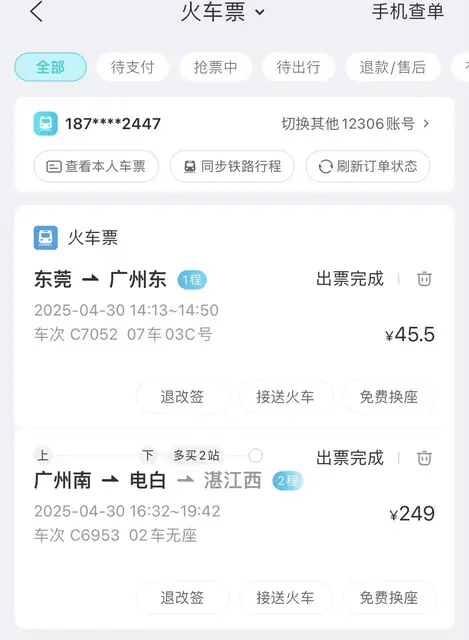 火车票
手机查单
全部 待支付 抢票中 待出行 退款/售后
187****2447 切换其他12306账号
查看本人车票 同步铁路行程 刷新订单状态
火车票
东莞 广州东 1程 出票完成
2025-04-30 14:13~14:50
车次 C7052 07车03C号 ¥45.5
退改签 接送火车 免费换座
上 下 多买2站
广州南 电白 湛江西 2程 出票完成
2025-04-30 16:32~19:42
车次 C6953 02车无座 ¥249
退改签 接送火车 免费换座